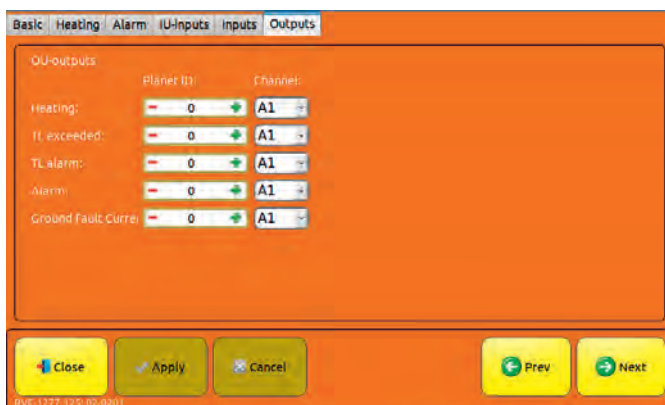 Basic Heating Alarm IU-inputs Inputs Outputs
OU-outputs
Planet ID: Channel:
Heating: 0 A1
TL exceeded: 0 A1
TL alarm: 0 A1
Alarm: 0 A1
Ground Fault Curre 0 A1
Close Apply Cancel Prev Next